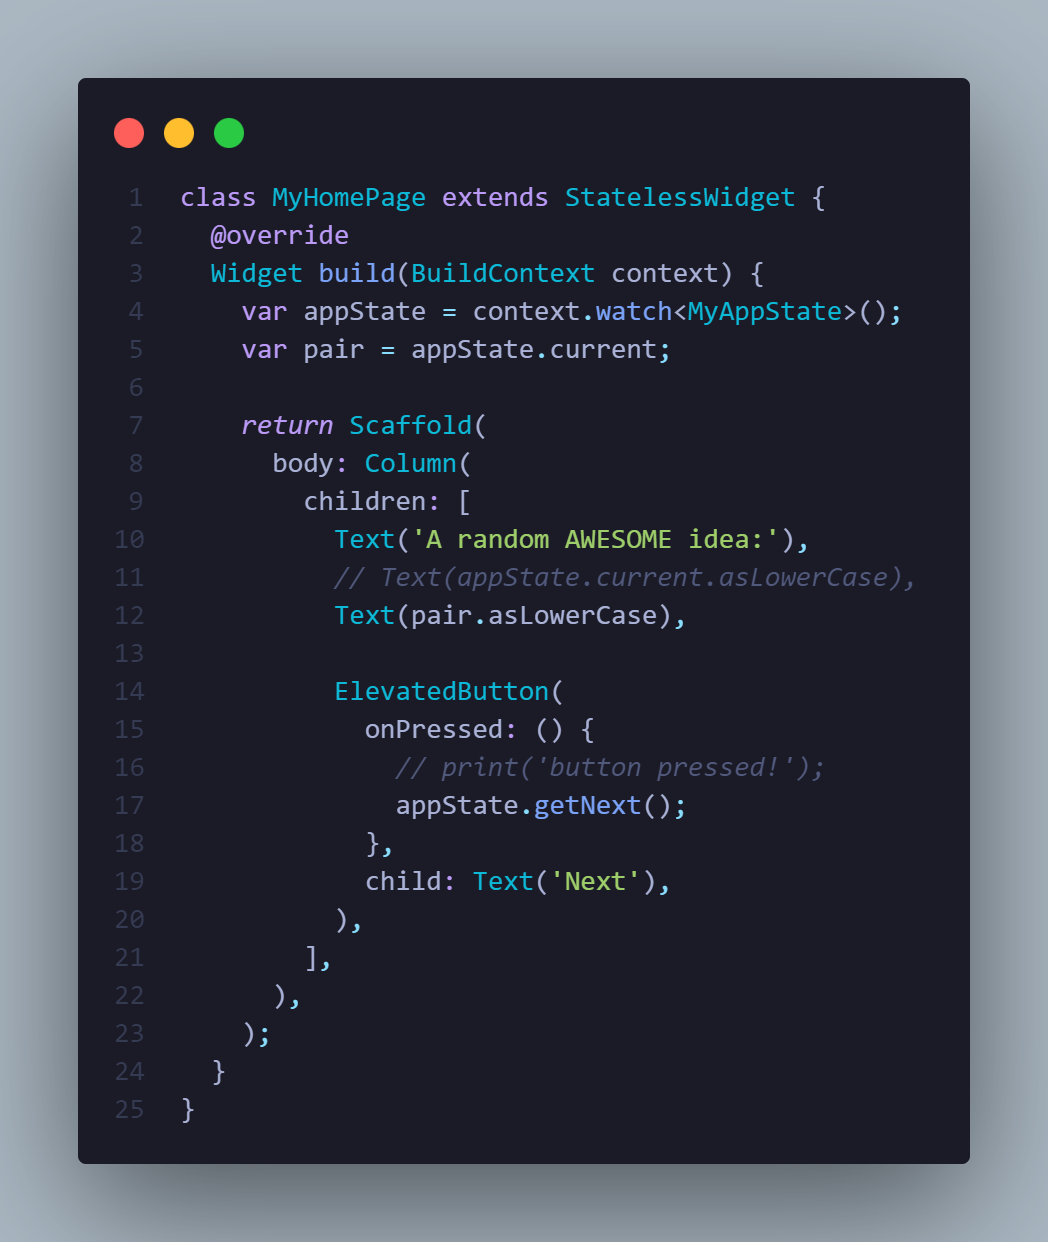 1 class MyHomePage extends StatelessWidget {
2   @override
3   Widget build(BuildContext context) {
4     var appState = context.watch<MyAppState>();
5     var pair = appState.current;
6
7     return Scaffold(
8       body: Column(
9         children: [
10           Text('A random AWESOME idea:'),
11           // Text(appState.current.asLowerCase),
12           Text(pair.asLowerCase),
13
14           ElevatedButton(
15             onPressed: () {
16               // print('button pressed!');
17               appState.getNext();
18             },
19             child: Text('Next'),
20           ),
21         ],
22       ),
23     );
24   }
25 }